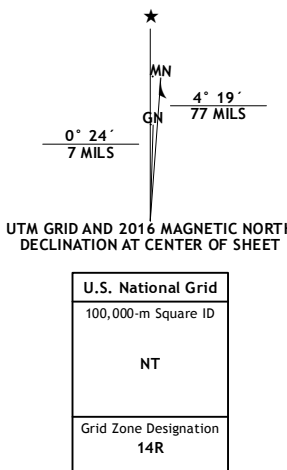 ★
MN
GN
4° 19´
77 MILS
0° 24´
7 MILS
UTM GRID AND 2016 MAGNETIC NORTH
DECLINATION AT CENTER OF SHEET
U.S. National Grid
100,000-m Square ID
NT
Grid Zone Designation
14R